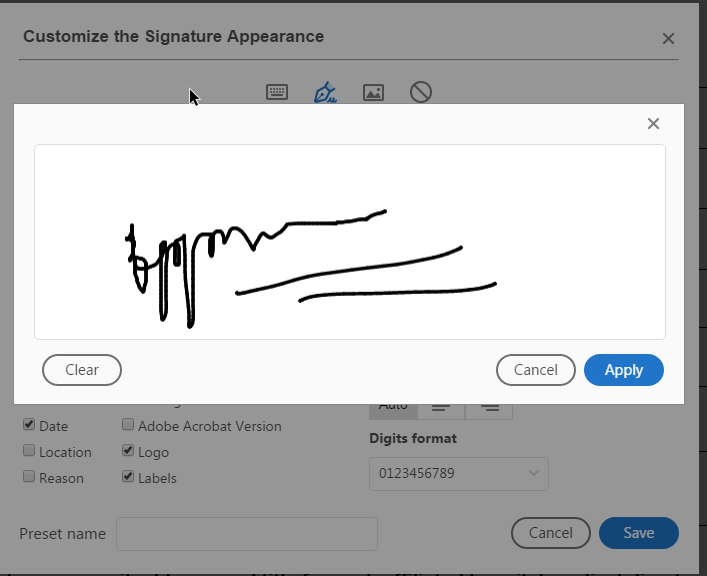 Customize the Signature Appearance
Clear
Cancel
Apply
Auto
Date
Adobe Acrobat Version
Location
Logo
Reason
Labels
Digits format
0123456789
Preset name
Cancel
Save